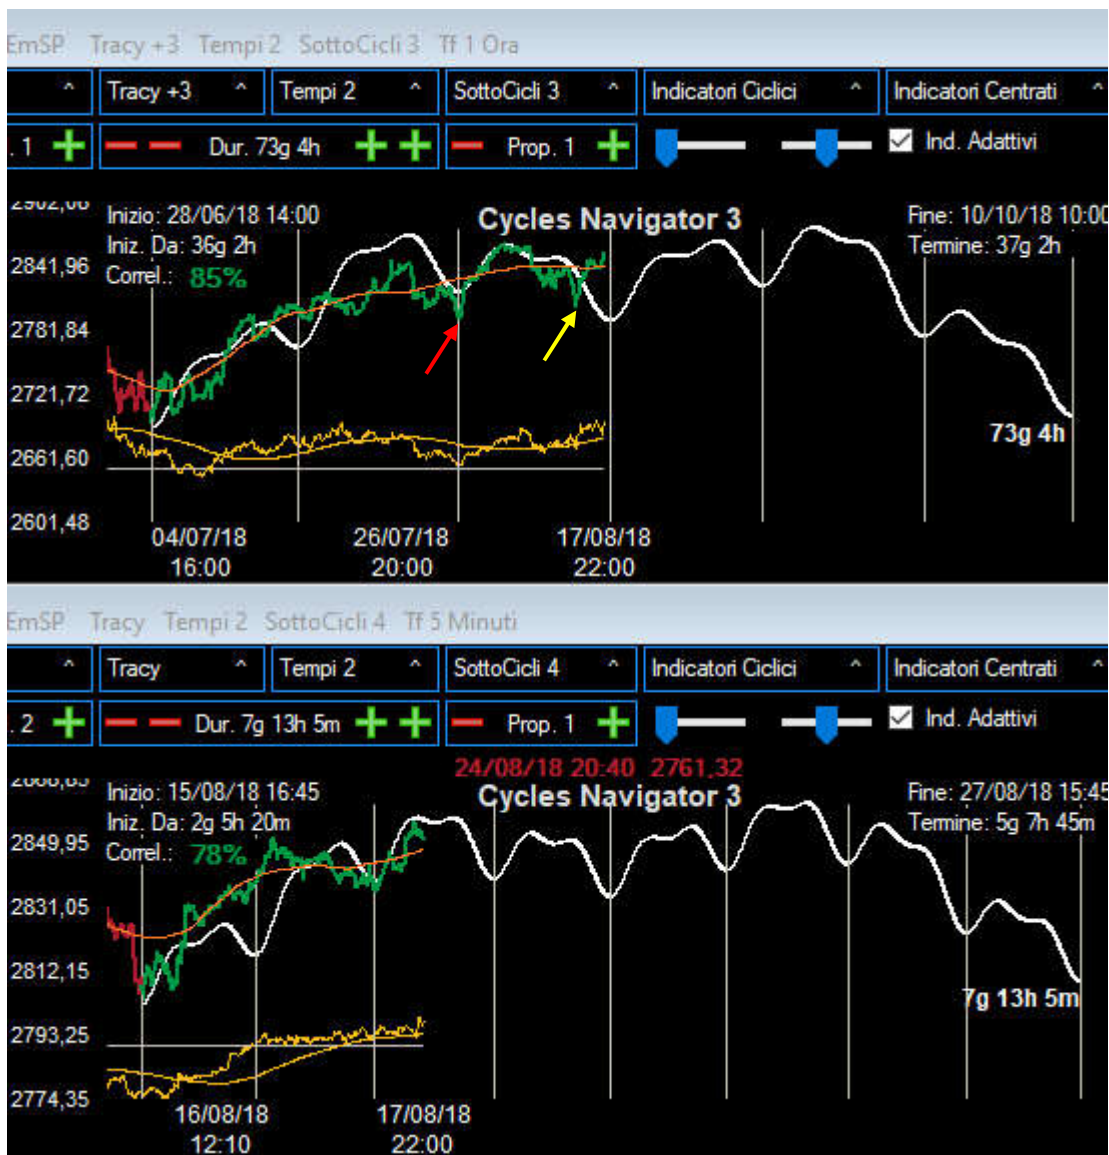 EmSP Tracy +3 Tempi 2 SottoCicli 3 Tf 1 Ora
^ Tracy +3 ^ Tempi 2 ^ SottoCicli 3 ^ Indicatori Ciclici ^ Indicatori Centrati ^
. 1 Dur. 73g 4h Prop. 1 Ind. Adattivi
Inizio: 28/06/18 14:00 Cycles Navigator 3 Fine: 10/10/18 10:00
Iniz. Da: 36g 2h Termine: 37g 2h
2841,96
Correl.: 85%
2781,84
2721,72
73g 4h
2661,60
2601,48
04/07/18 26/07/18 17/08/18
16:00 20:00 22:00
EmSP Tracy Tempi 2 SottoCicli 4 Tf 5 Minuti
^ Tracy ^ Tempi 2 ^ SottoCicli 4 ^ Indicatori Ciclici ^ Indicatori Centrati ^
. 2 Dur. 7g 13h 5m Prop. 1 Ind. Adattivi
24/08/18 20:40 2761,32
Inizio: 15/08/18 16:45 Cycles Navigator 3 Fine: 27/08/18 15:45
Iniz. Da: 2g 5h 20m Termine: 5g 7h 45m
2849,95
Correl.: 78%
2831,05
2812,15
7g 13h 5m
2793,25
2774,35
16/08/18 17/08/18
12:10 22:00